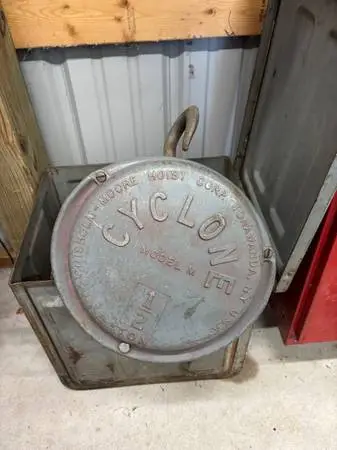 CHISHOLM-MOORE HOIST CORP. TONAWANDA, N.Y. U.S.A.
CYCLONE
MODEL M